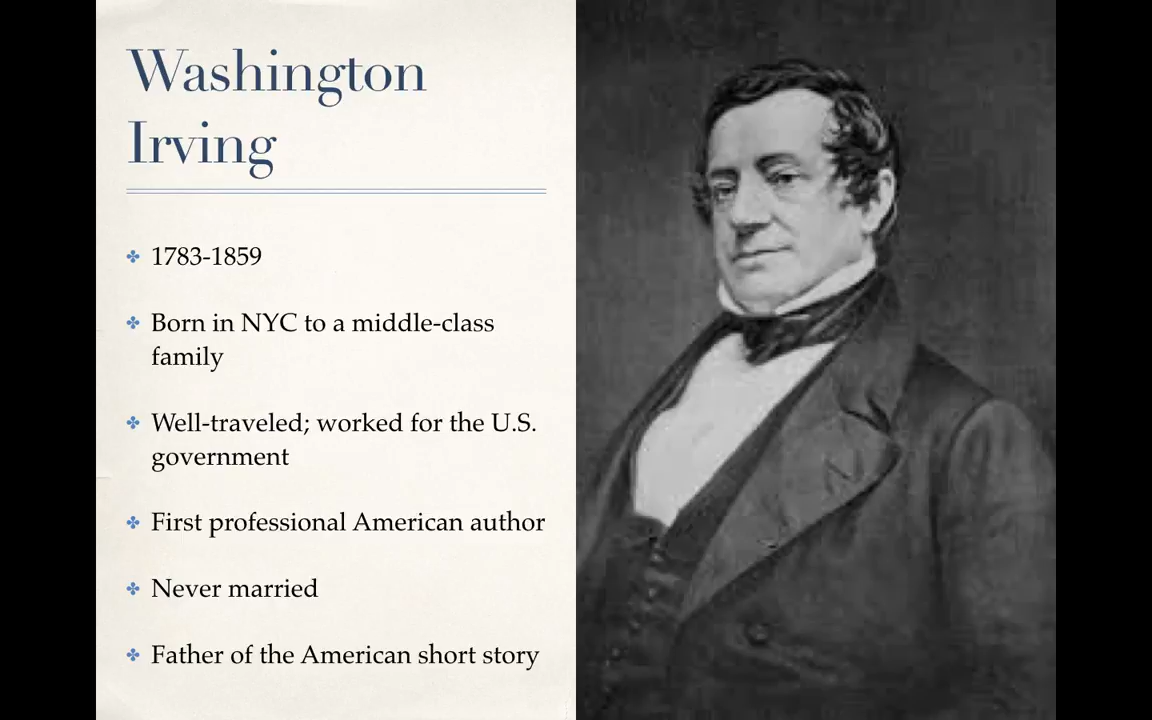 Washington
Irving
1783-1859
Born in NYC to a middle-class
family
Well-traveled; worked for the U.S.
government
First professional American author
Never married
Father of the American short story